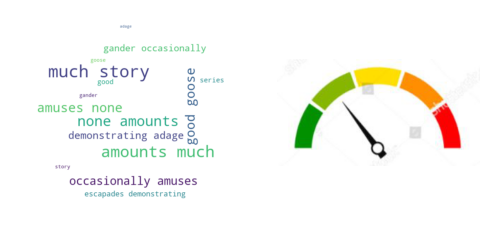 adage
gander occasionally
goose
much story
good
series
good goose
gander
amuses none
none amounts
demonstrating adage
amounts much
story
occasionally amuses
escapades demonstrating